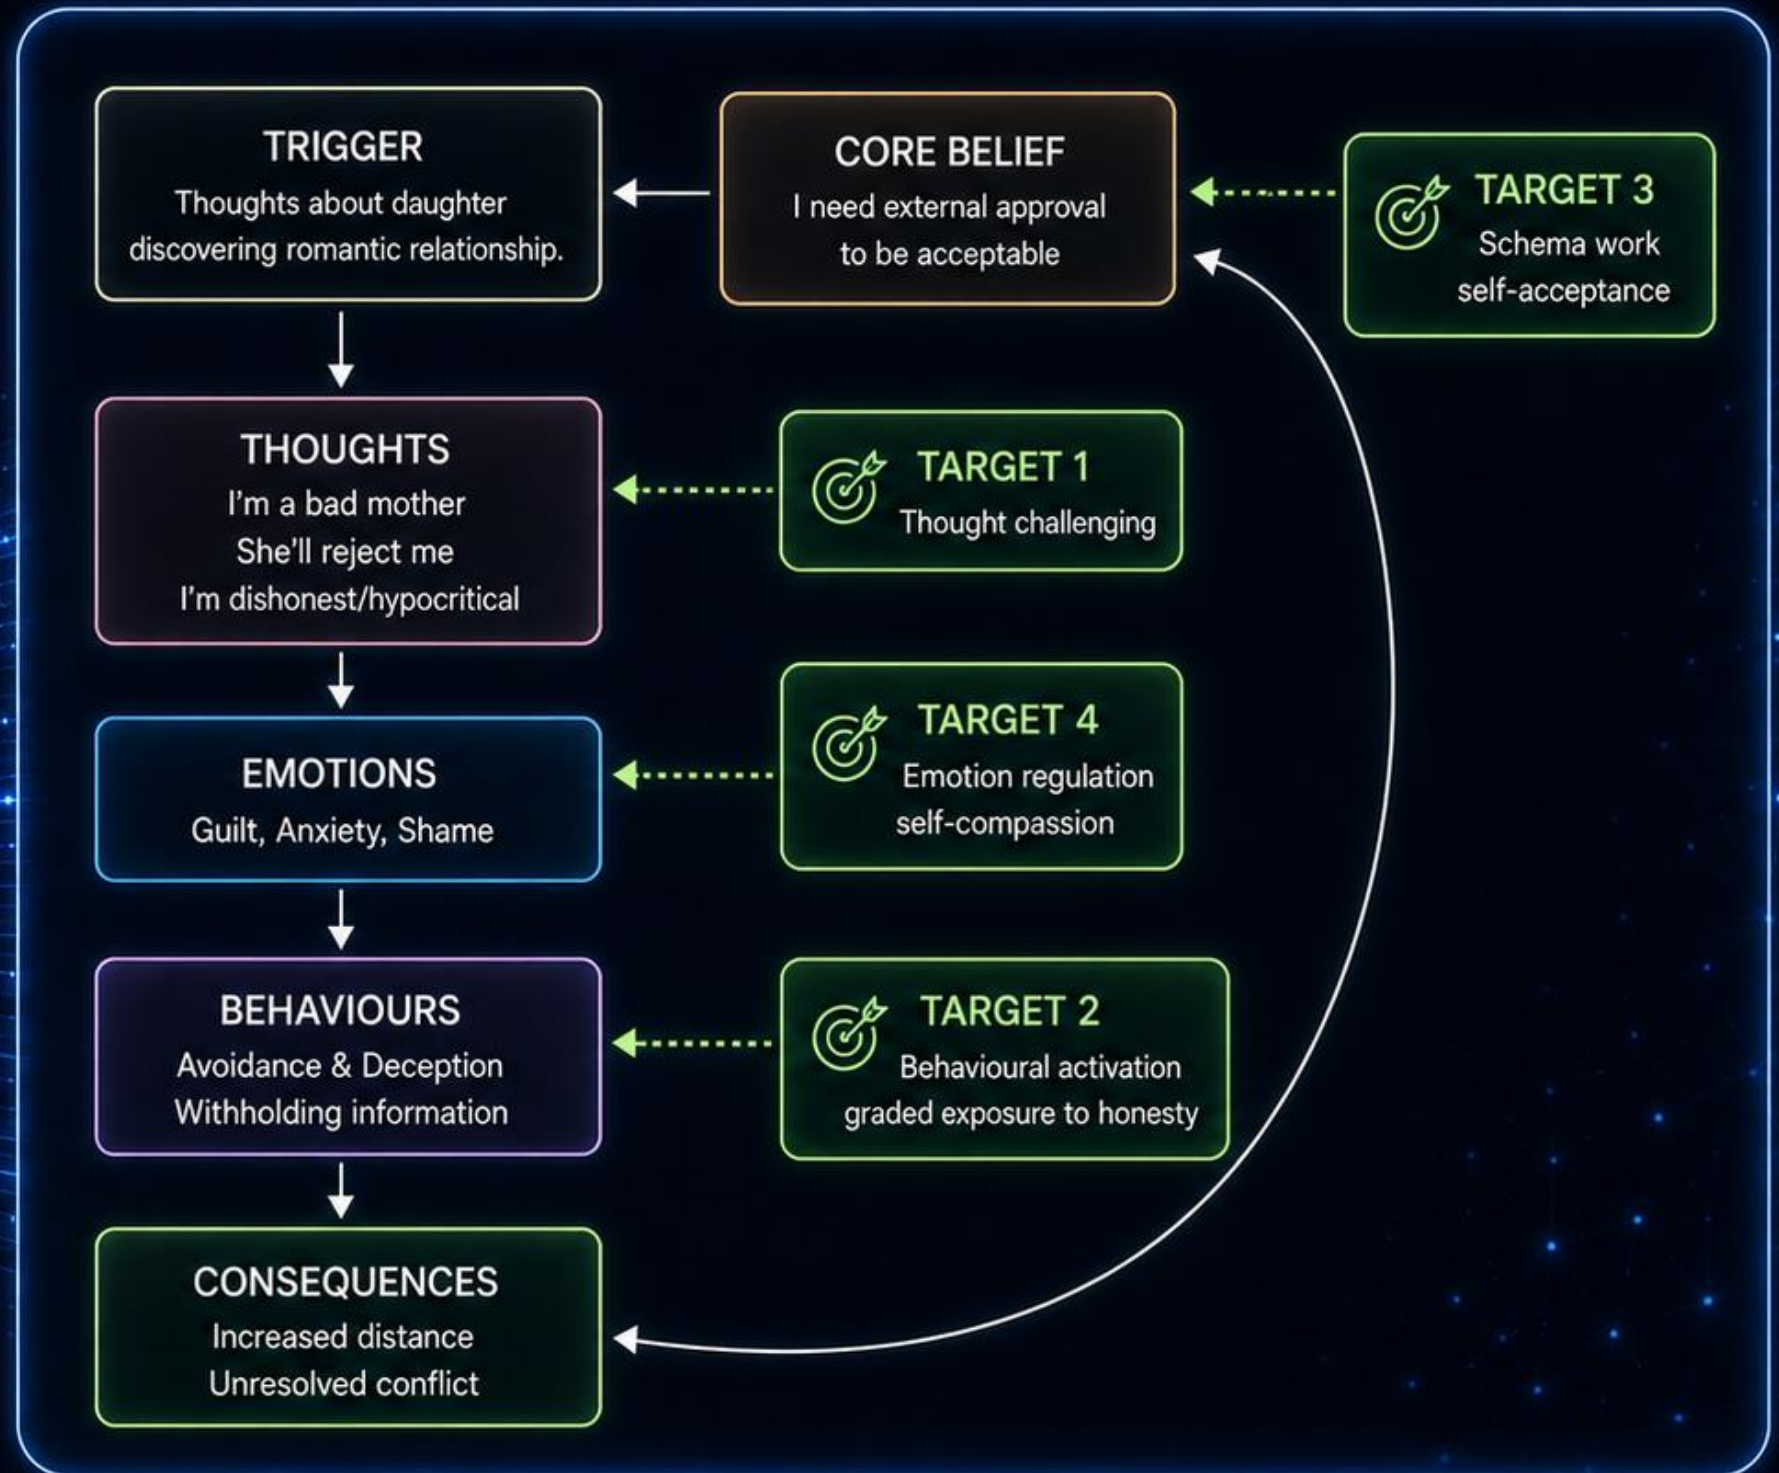 TRIGGER
Thoughts about daughter
discovering romantic relationship.
CORE BELIEF
I need external approval
to be acceptable
TARGET 3
Schema work
self-acceptance
THOUGHTS
I'm a bad mother
She'll reject me
I'm dishonest/hypocritical
TARGET 1
Thought challenging
EMOTIONS
Guilt, Anxiety, Shame
TARGET 4
Emotion regulation
self-compassion
BEHAVIOURS
Avoidance & Deception
Withholding information
TARGET 2
Behavioural activation
graded exposure to honesty
CONSEQUENCES
Increased distance
Unresolved conflict